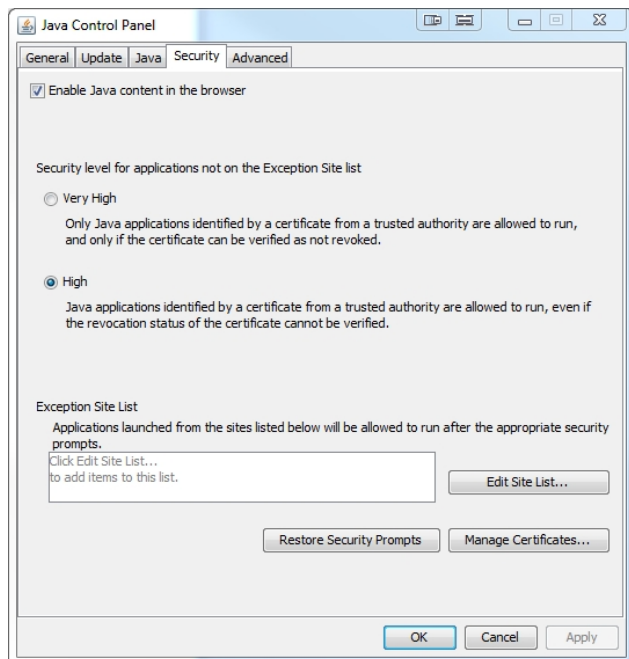 Java Control Panel
General Update Java Security Advanced
Enable Java content in the browser
Security level for applications not on the Exception Site list
Very High
Only Java applications identified by a certificate from a trusted authority are allowed to run,
and only if the certificate can be verified as not revoked.
High
Java applications identified by a certificate from a trusted authority are allowed to run, even if
the revocation status of the certificate cannot be verified.
Exception Site List
Applications launched from the sites listed below will be allowed to run after the appropriate security
prompts.
Click Edit Site List...
to add items to this list.
Edit Site List...
Restore Security Prompts Manage Certificates...
OK Cancel Apply